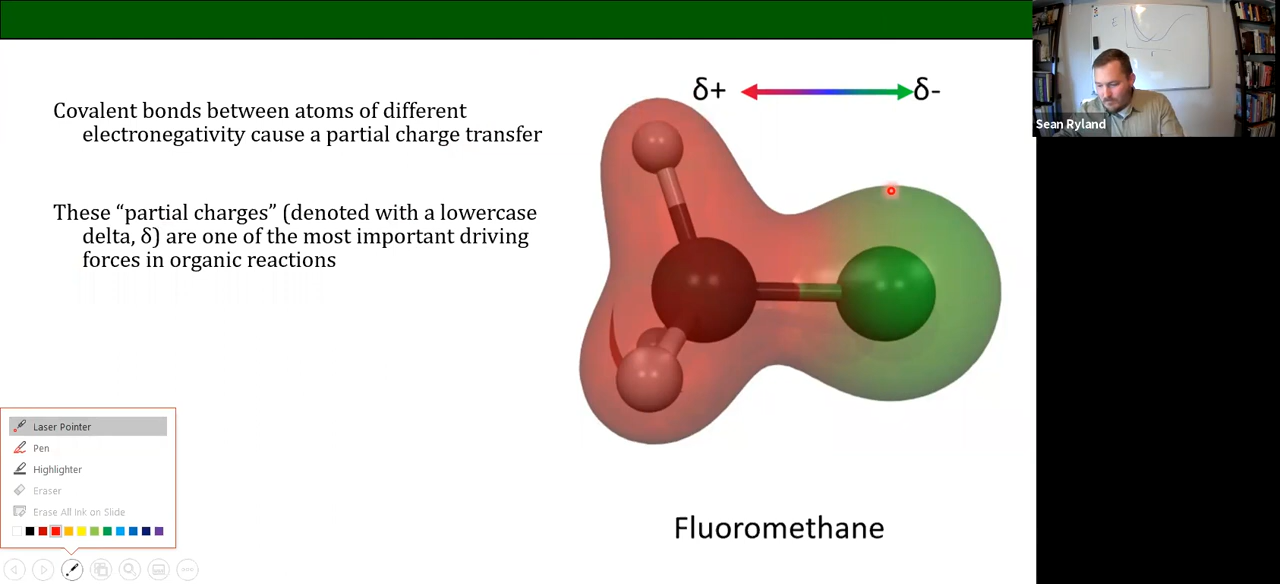 Covalent bonds between atoms of different
electronegativity cause a partial charge transfer
These “partial charges” (denoted with a lowercase
delta, δ) are one of the most important driving
forces in organic reactions
δ+
δ-
Fluoromethane
Sean Ryland
Laser Pointer
Pen
Highlighter
Eraser
Erase All Ink on Slide